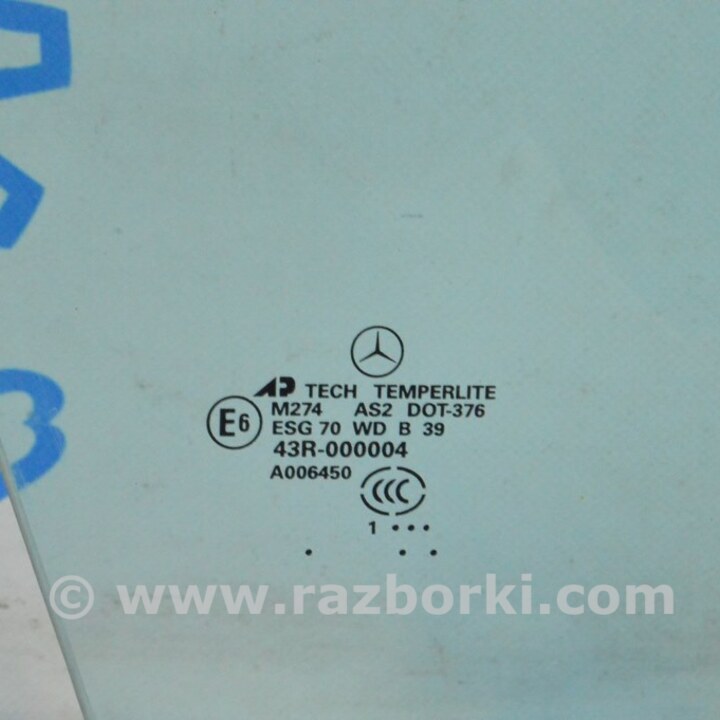 AP TECH TEMPERLITE
M274 AS2 DOT-376
E6
ESG 70 WD B 39
43R-000004
A006450
CCC
1 •••
© www.razborki.com